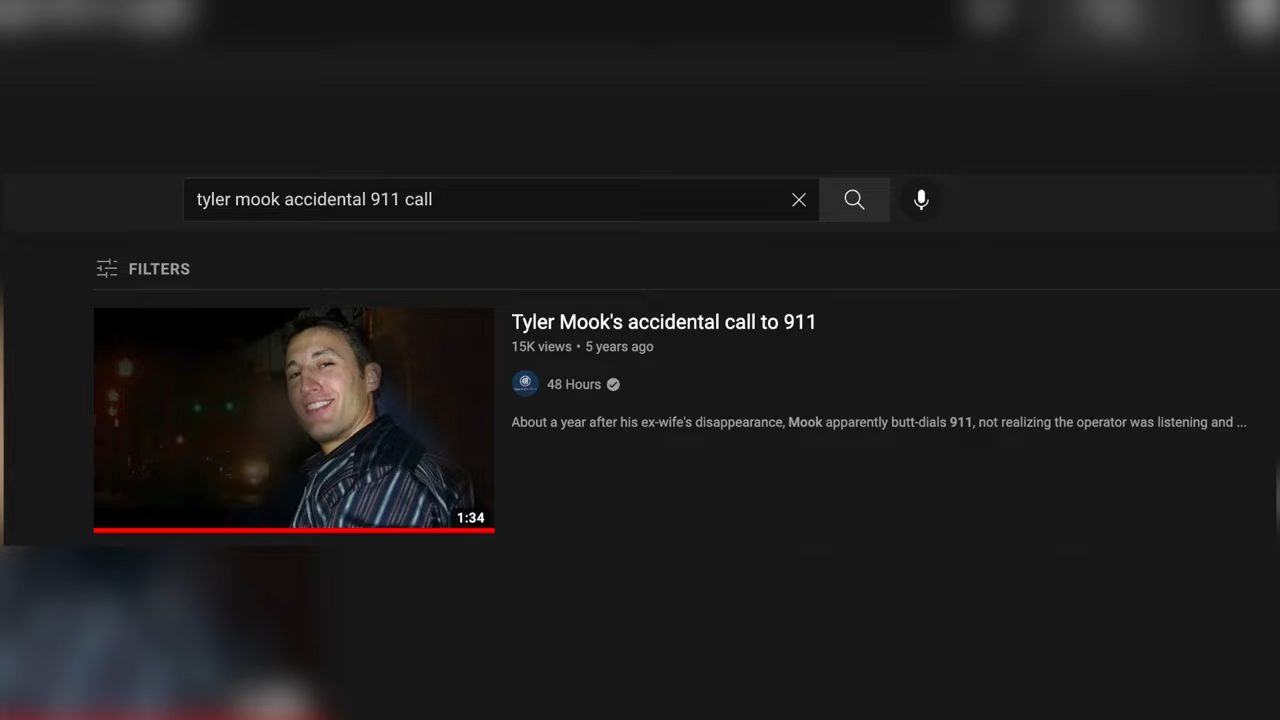 tyler mook accidental 911 call
FILTERS
Tyler Mook's accidental call to 911
15K views • 5 years ago
48 Hours
About a year after his ex-wife's disappearance, Mook apparently butt-dials 911, not realizing the operator was listening and ...
1:34